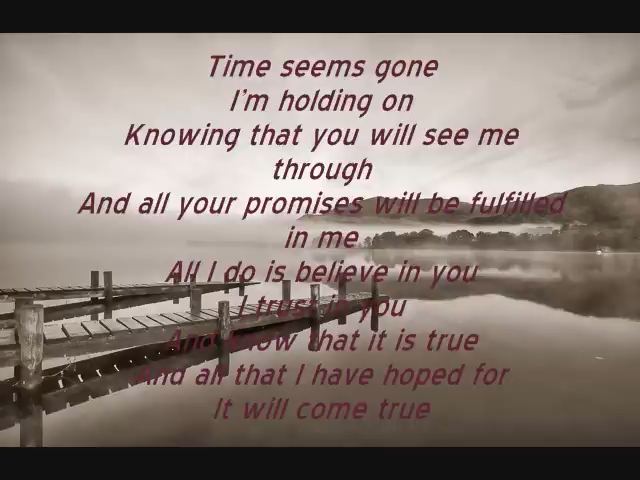 Time seems gone
I'm holding on
Knowing that you will see me
through
And all your promises will be fulfilled
in me
All I do is believe in you
I trust in you
And know that it is true
And all that I have hoped for
It will come true